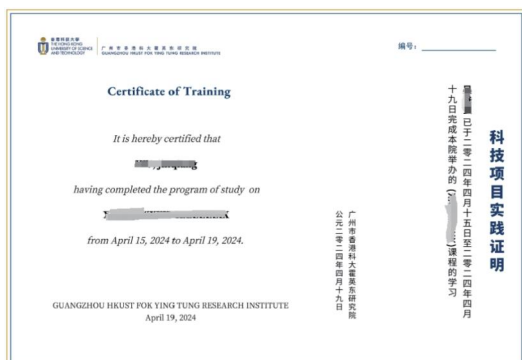 香港科技大學
THE HONG KONG
UNIVERSITY OF SCIENCE
AND TECHNOLOGY
广州市香港科大霍英东研究院
GUANGZHOU HKUST FOK YING TUNG RESEARCH INSTITUTE
编号:
Certificate of Training
It is hereby certified that
having completed the program of study on
from April 15, 2024 to April 19, 2024.
GUANGZHOU HKUST FOK YING TUNG RESEARCH INSTITUTE
April 19, 2024
科技项目实践证明
已于二零二四年四月十五日至二零二四年四月
十九日完成本院举办的 ( )课程的学习
广州市香港科大霍英东研究院
公元二零二四年四月十九日